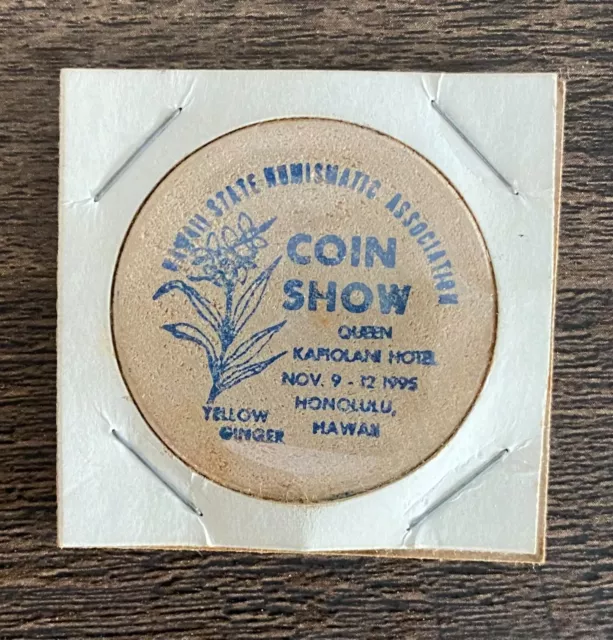 HAWAII STATE NUMISMATIC ASSOCIATION
COIN
SHOW
QUEEN
KAPIOLANI HOTEL
NOV. 9 - 12 1995
HONOLULU,
HAWAII
YELLOW
GINGER